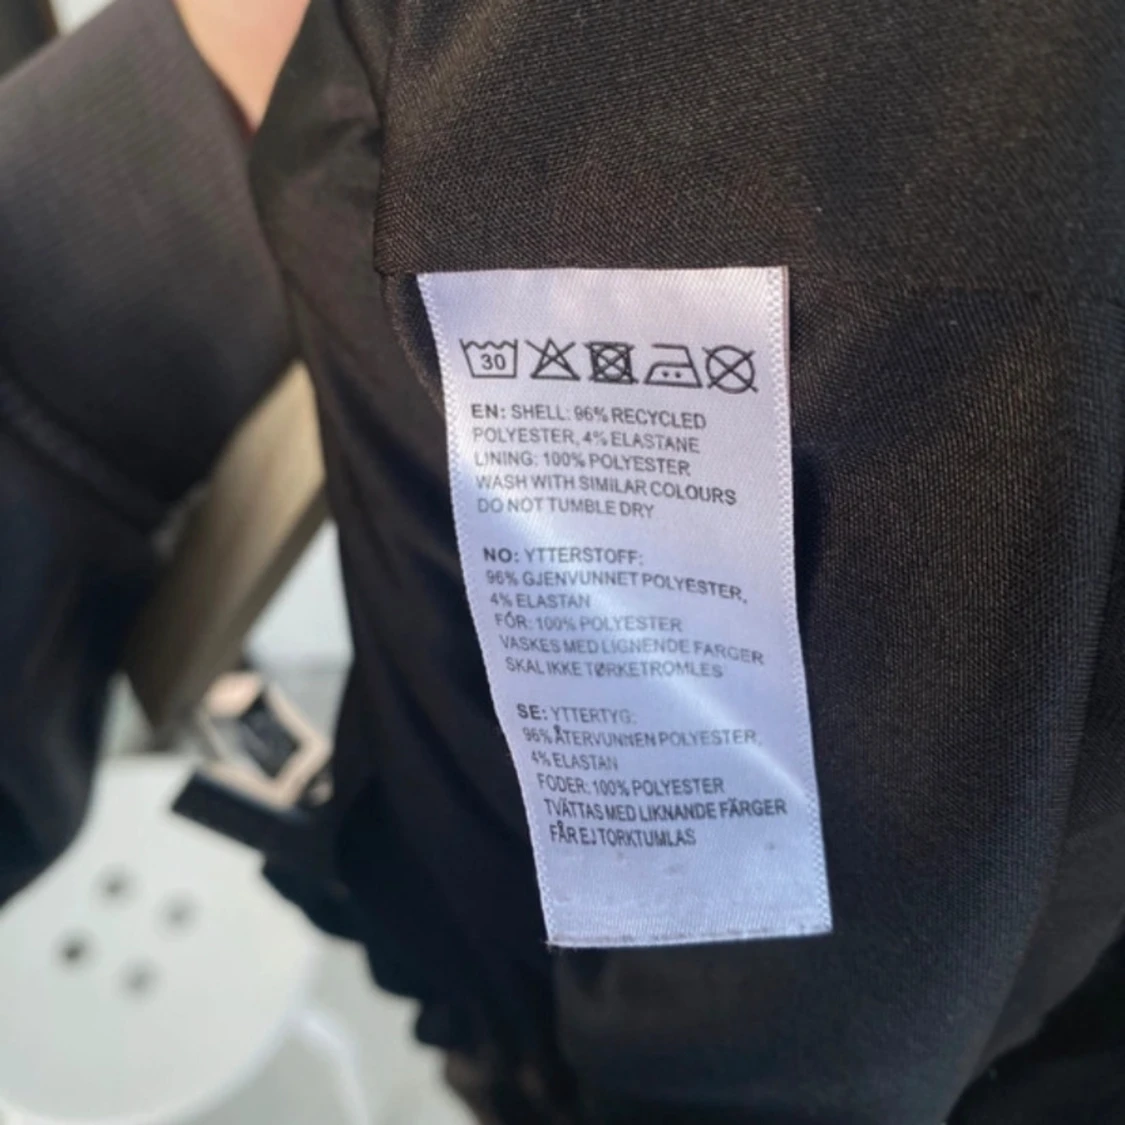 30
EN: SHELL: 96% RECYCLED
POLYESTER, 4% ELASTANE
LINING: 100% POLYESTER
WASH WITH SIMILAR COLOURS
DO NOT TUMBLE DRY
NO: YTTERSTOFF:
96% GJENVUNNET POLYESTER,
4% ELASTAN
FÓR: 100% POLYESTER
VASKES MED LIGNENDE FARGER
SKAL IKKE TØRKETROMLES
SE: YTTERTYG:
96% ÅTERVUNNEN POLYESTER,
4% ELASTAN
FODER: 100% POLYESTER
TVÄTTAS MED LIKNANDE FÄRGER
FÅR EJ TORKTUMLAS